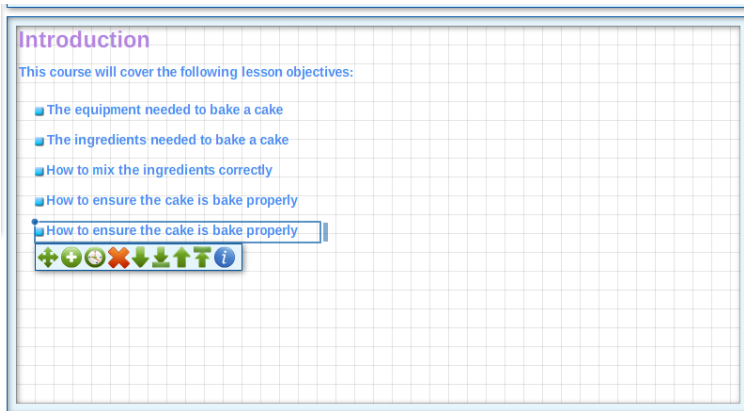 Introduction
This course will cover the following lesson objectives:
The equipment needed to bake a cake
The ingredients needed to bake a cake
How to mix the ingredients correctly
How to ensure the cake is bake properly
How to ensure the cake is bake properly